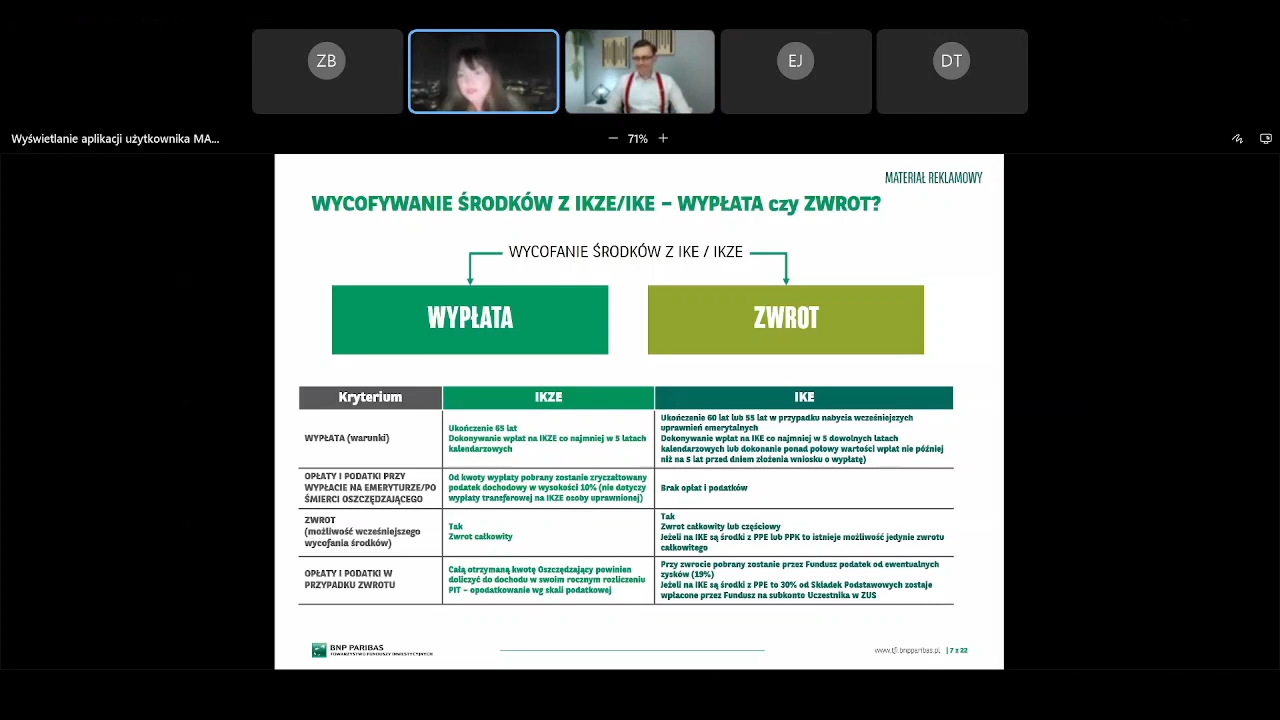 ZB
EJ
DT
Wyświetlanie aplikacji użytkownika MA...
71%
MATERIAŁ REKLAMOWY
WYCOFYWANIE ŚRODKÓW Z IKZE/IKE – WYPŁATA czy ZWROT?
WYCOFANIE ŚRODKÓW Z IKE / IKZE
WYPŁATA
ZWROT
Kryterium
IKZE
IKE
WYPŁATA (warunki)
Ukończenie 65 lat
Dokonywanie wpłat na IKZE co najmniej w 5 latach
kalendarzowych
Ukończenie 60 lat lub 55 lat w przypadku nabycia wcześniejszych
uprawnień emerytalnych
Dokonywanie wpłat na IKE co najmniej w 5 dowolnych latach
kalendarzowych lub dokonanie ponad połowy wartości wpłat nie później
niż na 5 lat przed dniem złożenia wniosku o wypłatę)
OPŁATY I PODATKI PRZY
WYPŁACIE NA EMERYTURZE/PO
ŚMIERCI OSZCZĘDZAJĄCEGO
Od kwoty wypłaty pobrany zostanie zryczałtowany
podatek dochodowy w wysokości 10% (nie dotyczy
wypłaty transferowej na IKZE osoby uprawnionej)
Brak opłat i podatków
ZWROT
(możliwość wcześniejszego
wycofania środków)
Tak
Zwrot całkowity
Tak
Zwrot całkowity lub częściowy
Jeżeli na IKE są środki z PPE lub PPK to istnieje możliwość jedynie zwrotu
całkowitego
OPŁATY I PODATKI W
PRZYPADKU ZWROTU
Całą otrzymaną kwotę Oszczędzający powinien
doliczyć do dochodu w swoim rocznym rozliczeniu
PIT – opodatkowanie wg skali podatkowej
Przy zwrocie pobrany zostanie przez Fundusz podatek od ewentualnych
zysków (19%)
Jeżeli na IKE są środki z PPE to 30% od Składek Podstawowych zostaje
wpłacone przez Fundusz na subkonto Uczestnika w ZUS
BNP PARIBAS
TOWARZYSTWO FUNDUSZY INWESTYCYJNYCH
www.tfi.bnpparibas.pl | 7 z 22